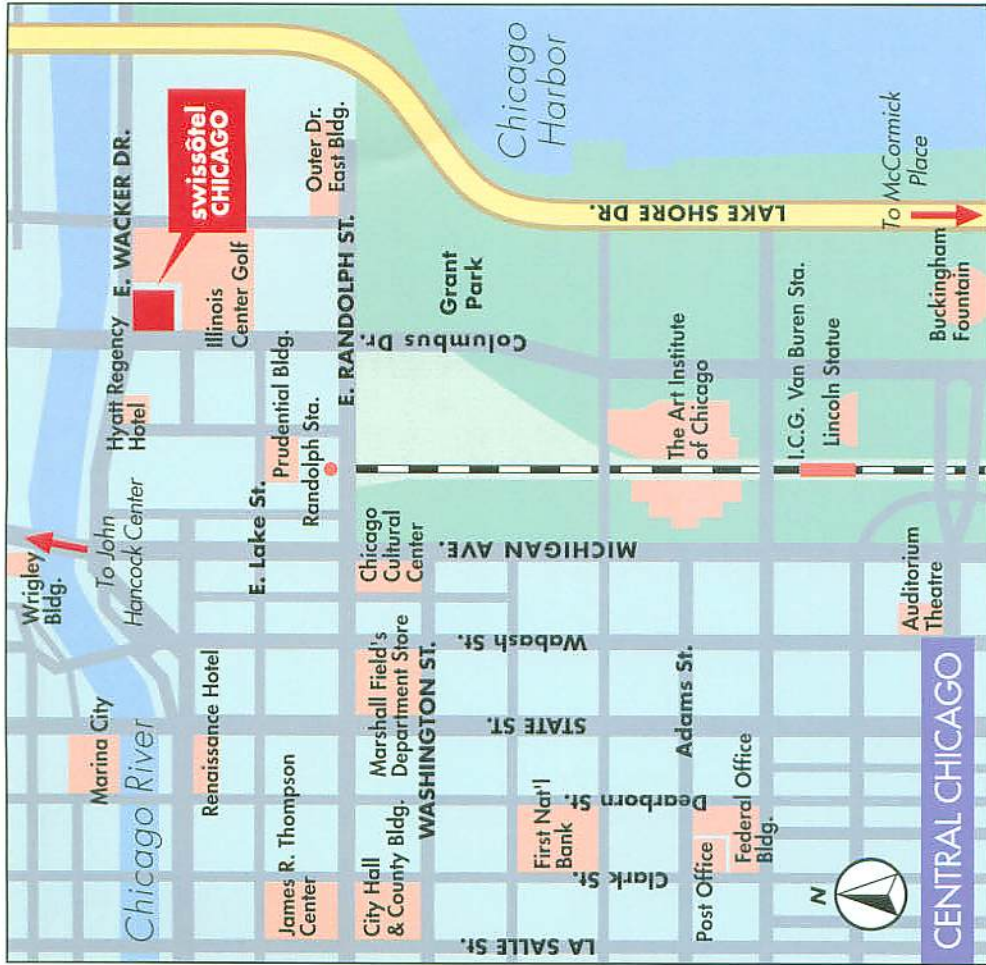 Wrigley
Bldg.
To John
Hancock Center
Marina City
Chicago River
Hyatt Regency
Hotel
E. WACKER DR.
swissôtel
CHICAGO
Renaissance Hotel
Illinois
Center Golf
E. Lake St.
Prudential Bldg.
Randolph Sta.
Outer Dr.
East Bldg.
James R. Thompson
Center
E. RANDOLPH ST.
City Hall
& County Bldg.
Marshall Field's
Department Store
Chicago
Cultural
Center
WASHINGTON ST.
Grant
Park
Columbus Dr.
Chicago
Harbor
LA SALLE St.
Clark St.
Dearborn St.
STATE ST.
Wabash St.
MICHIGAN AVE.
LAKE SHORE DR.
First Nat'l
Bank
The Art Institute
of Chicago
Adams St.
Post Office
Federal Office
Bldg.
I.C.G. Van Buren Sta.
Lincoln Statue
To McCormick
Place
Auditorium
Theatre
Buckingham
Fountain
N
CENTRAL CHICAGO